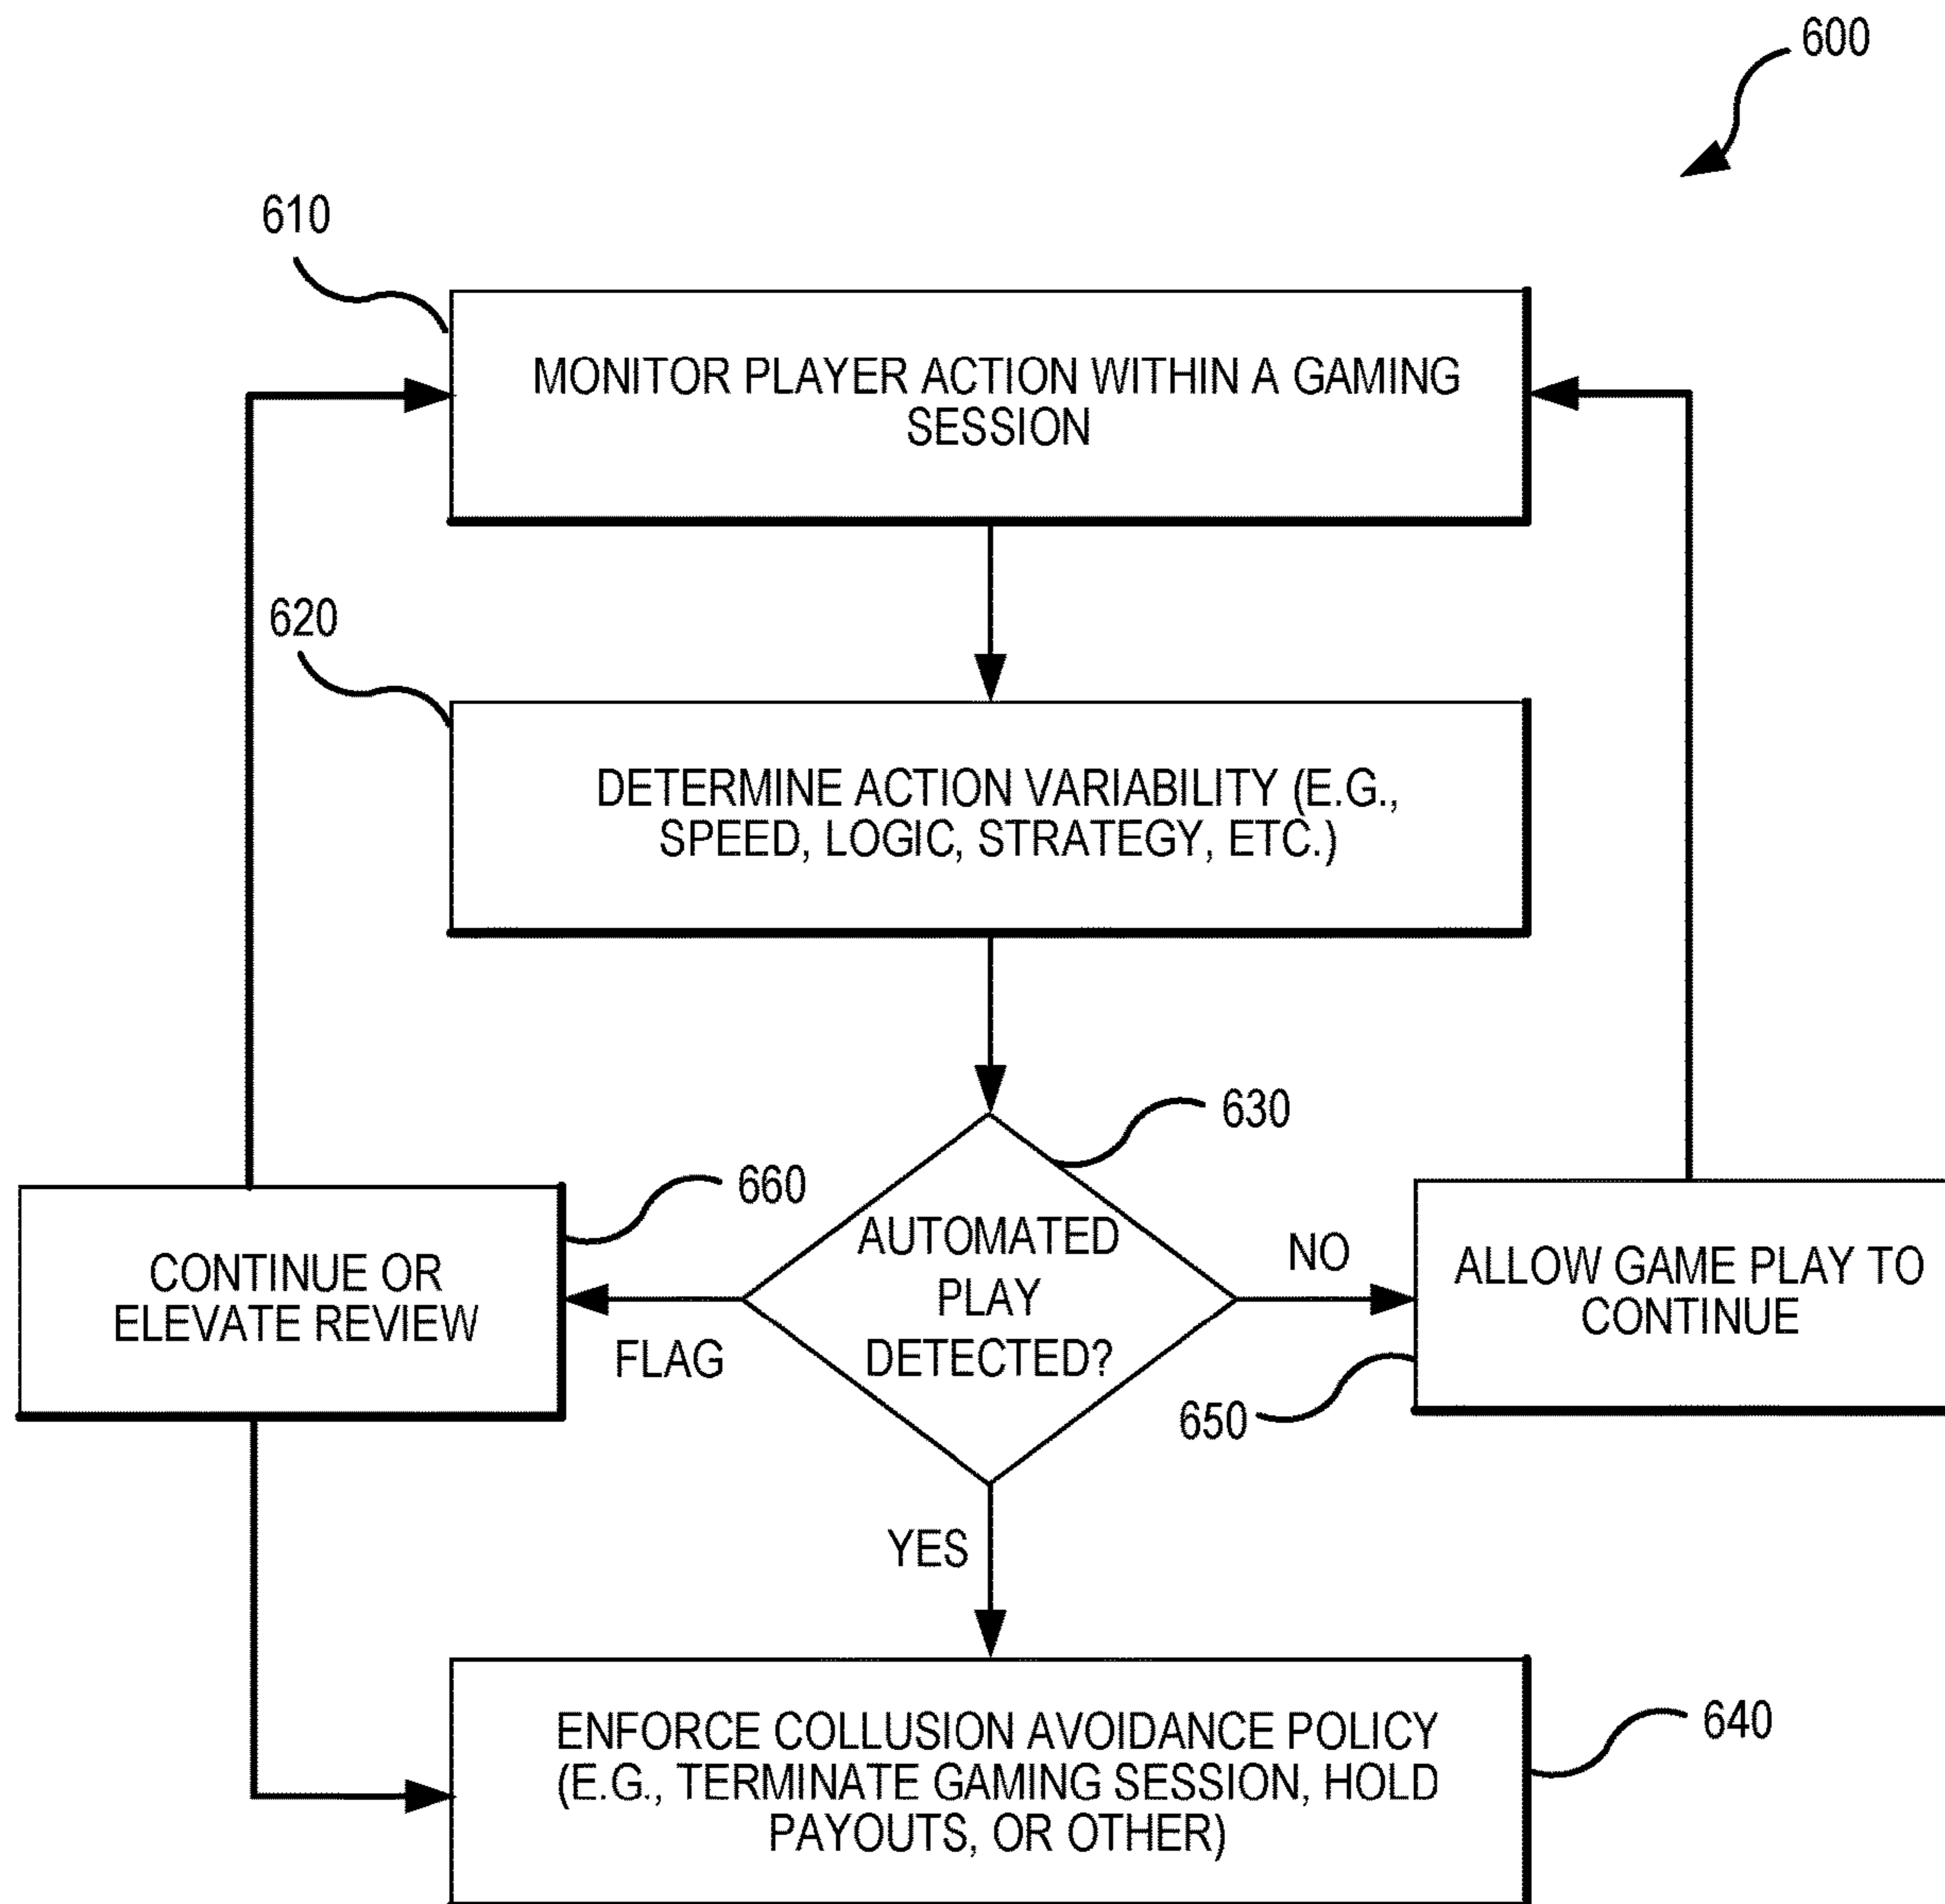 600
610
MONITOR PLAYER ACTION WITHIN A GAMING
SESSION
620
DETERMINE ACTION VARIABILITY (E.G.,
SPEED, LOGIC, STRATEGY, ETC.)
630
660
CONTINUE OR
ELEVATE REVIEW
FLAG
AUTOMATED
PLAY
DETECTED?
NO
ALLOW GAME PLAY TO
CONTINUE
650
YES
ENFORCE COLLUSION AVOIDANCE POLICY
(E.G., TERMINATE GAMING SESSION, HOLD
PAYOUTS, OR OTHER)
640